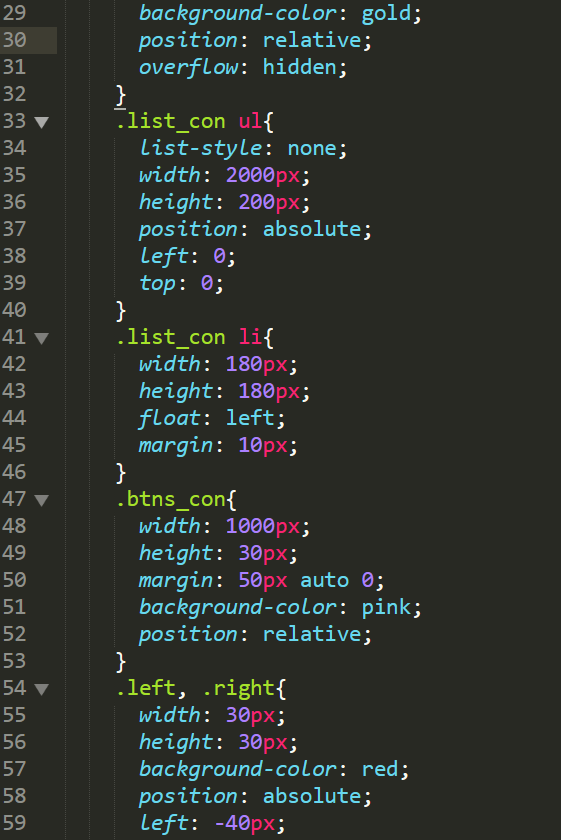 29 background-color: gold;
30 position: relative;
31 overflow: hidden;
32 }
33 .list_con ul{
34 list-style: none;
35 width: 2000px;
36 height: 200px;
37 position: absolute;
38 left: 0;
39 top: 0;
40 }
41 .list_con li{
42 width: 180px;
43 height: 180px;
44 float: left;
45 margin: 10px;
46 }
47 .btns_con{
48 width: 1000px;
49 height: 30px;
50 margin: 50px auto 0;
51 background-color: pink;
52 position: relative;
53 }
54 .left, .right{
55 width: 30px;
56 height: 30px;
57 background-color: red;
58 position: absolute;
59 left: -40px;